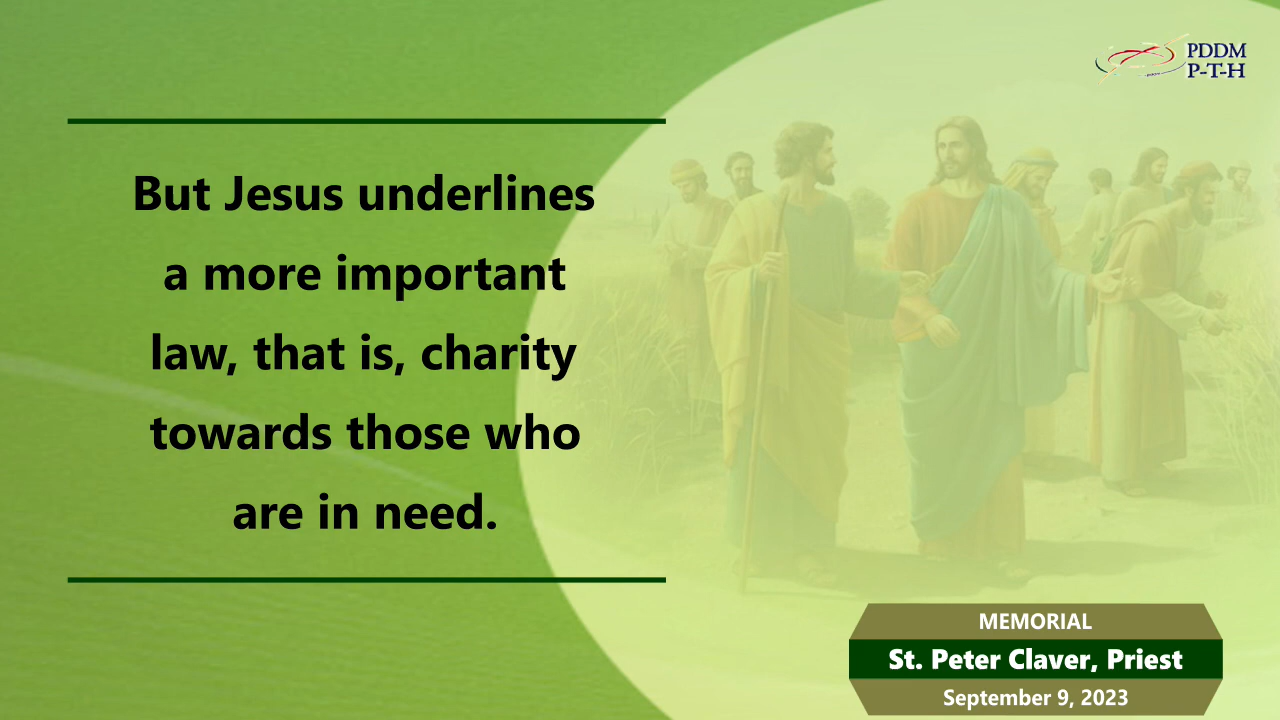 PDDM
P-T-H
But Jesus underlines
a more important
law, that is, charity
towards those who
are in need.
MEMORIAL
St. Peter Claver, Priest
September 9, 2023